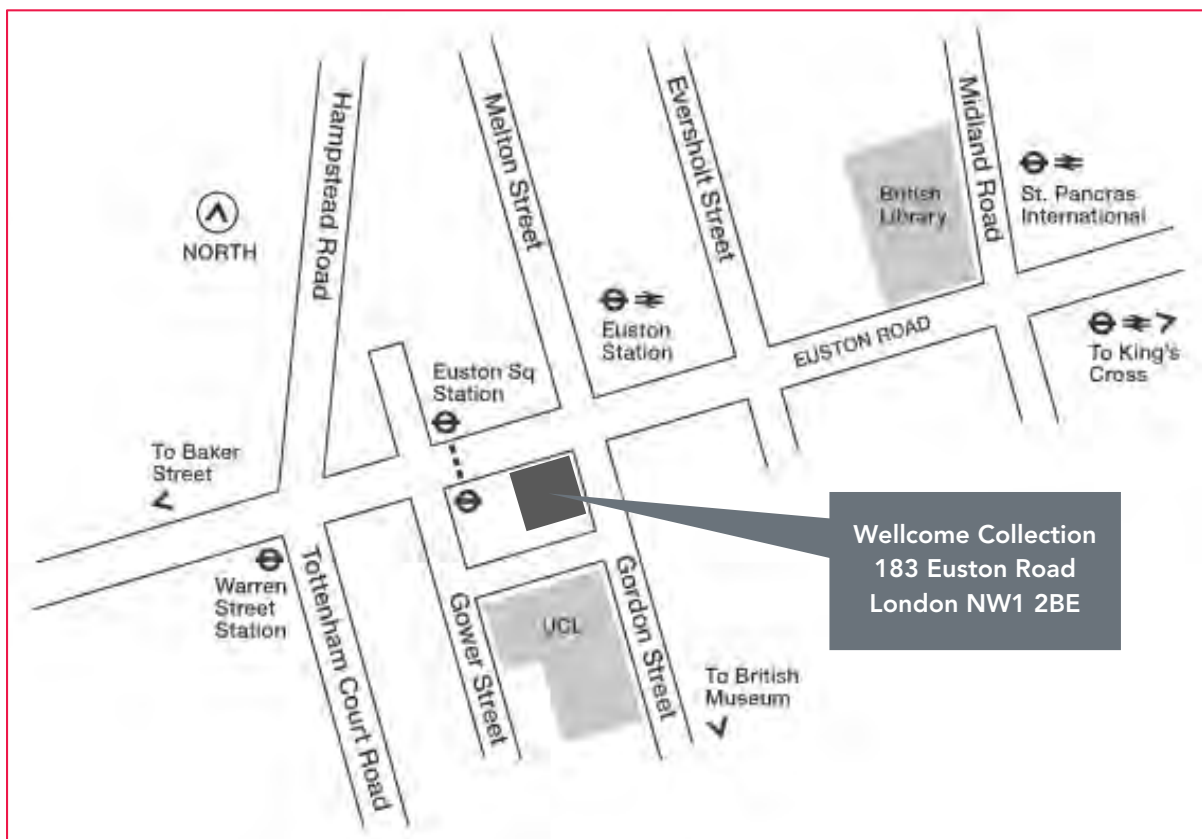 Hampstead Road
Melton Street
Eversholt Street
Midland Road
NORTH
British
Library
St. Pancras
International
Euston
Station
EUSTON ROAD
To King's
Cross
Euston Sq
Station
To Baker
Street
Warren
Street
Station
Tottenham Court Road
Gower Street
UCL
Gordon Street
To British
Museum
Wellcome Collection
183 Euston Road
London NW1 2BE